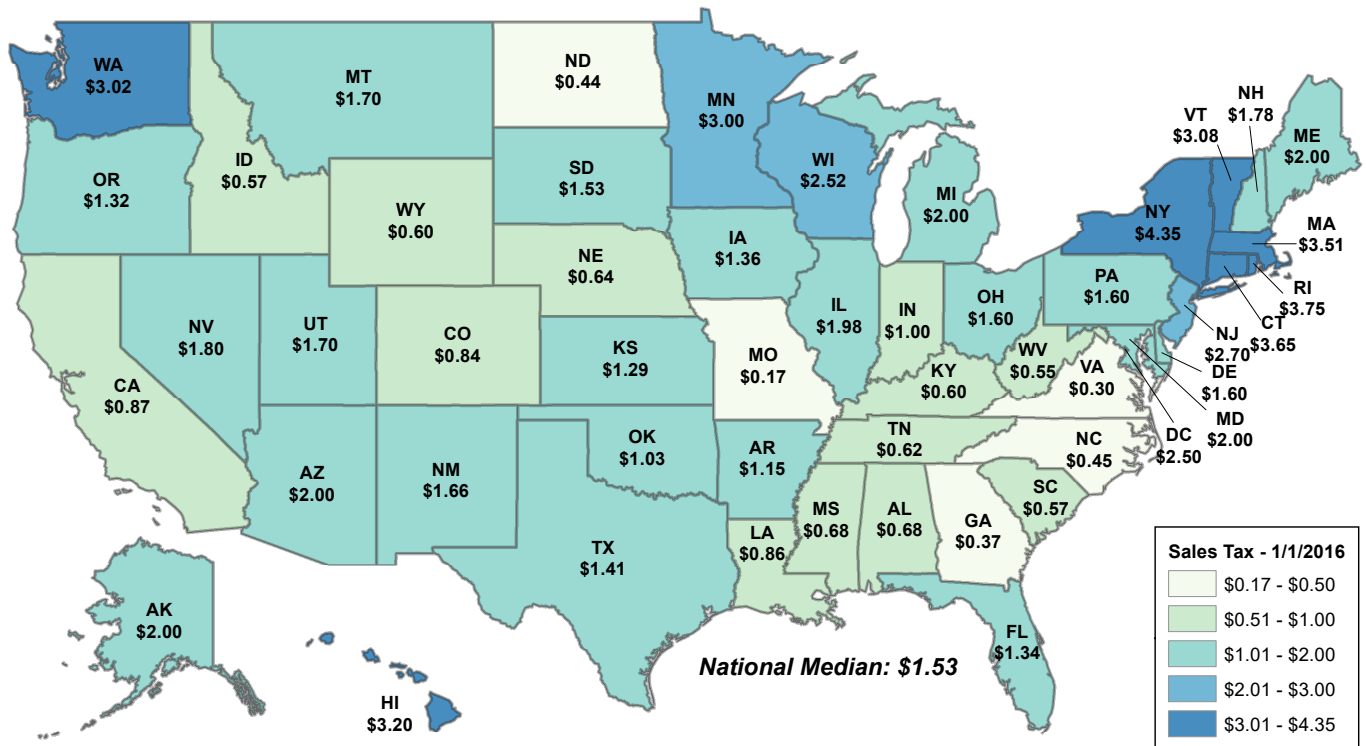 WA
$3.02
MT
$1.70
ND
$0.44
MN
$3.00
NH
$1.78
VT
$3.08
ME
$2.00
OR
$1.32
ID
$0.57
WY
$0.60
SD
$1.53
WI
$2.52
MI
$2.00
NY
$4.35
MA
$3.51
RI
$3.75
CT
$3.65
NJ
$2.70
DE
$1.60
MD
$2.00
DC
$2.50
NE
$0.64
IA
$1.36
IL
$1.98
IN
$1.00
OH
$1.60
PA
$1.60
NV
$1.80
UT
$1.70
CO
$0.84
KS
$1.29
MO
$0.17
KY
$0.60
WV
$0.55
VA
$0.30
CA
$0.87
AZ
$2.00
NM
$1.66
OK
$1.03
AR
$1.15
TN
$0.62
NC
$0.45
SC
$0.57
MS
$0.68
AL
$0.68
GA
$0.37
LA
$0.86
TX
$1.41
FL
$1.34
AK
$2.00
HI
$3.20
National Median: $1.53
Sales Tax - 1/1/2016
$0.17 - $0.50
$0.51 - $1.00
$1.01 - $2.00
$2.01 - $3.00
$3.01 - $4.35